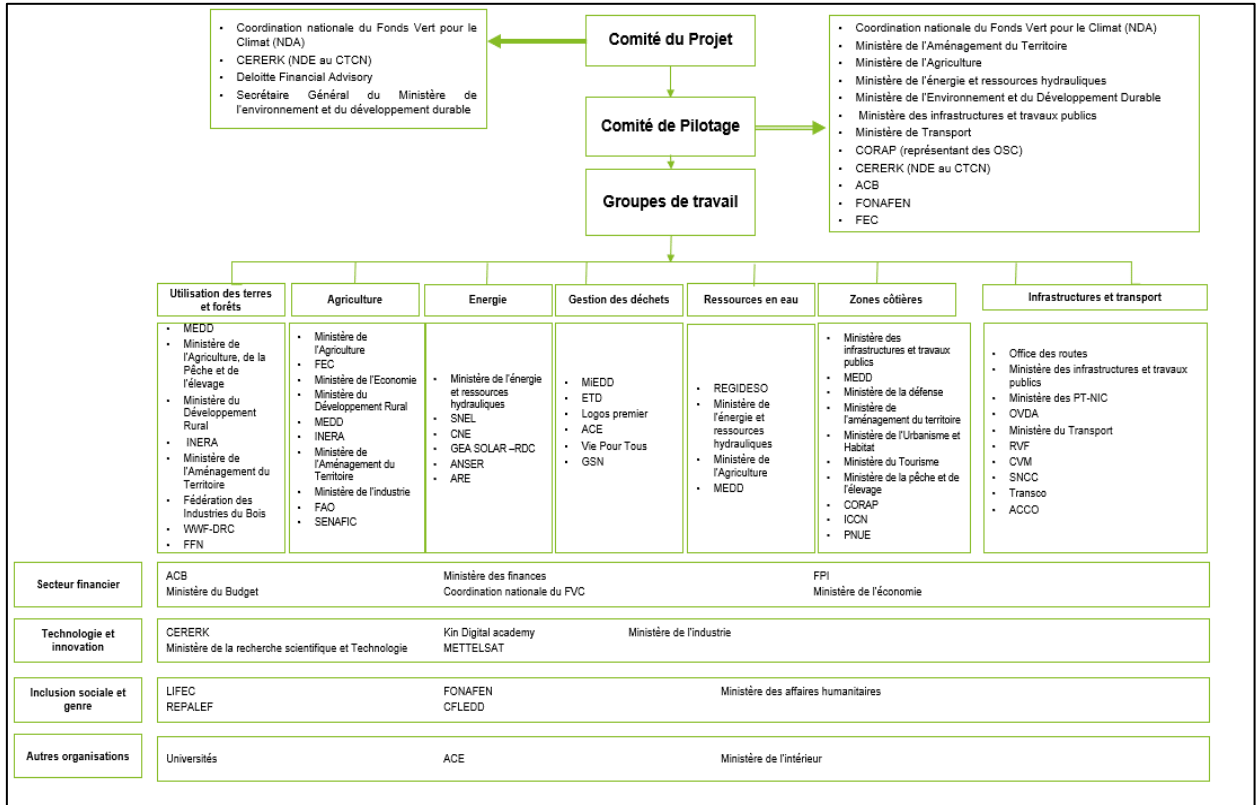 • Coordination nationale du Fonds Vert pour le
Climat (NDA)
• CERERK (NDE au CTCN)
• Deloitte Financial Advisory
• Secrétaire Général du Ministère de
l'environnement et du développement durable
Comité du Projet
Comité de Pilotage
Groupes de travail
• Coordination nationale du Fonds Vert pour le Climat (NDA)
• Ministère de l'Aménagement du Territoire
• Ministère de l'Agriculture
• Ministère de l'énergie et ressources hydrauliques
• Ministère de l'Environnement et du Développement Durable
• Ministère des infrastructures et travaux publics
• Ministère de Transport
• CORAP (représentant des OSC)
• CERERK (NDE au CTCN)
• ACB
• FONAFEN
• FEC
Utilisation des terres
et forêts
• MEDD
• Ministère de
l'Agriculture, de la
Pêche et de
l'élevage
• Ministère du
Développement
Rural
• INERA
• Ministère de
l'Aménagement du
Territoire
• Fédération des
Industries du Bois
• WWF-DRC
• FFN
Agriculture
• Ministère de
l'Agriculture
• FEC
• Ministère de l'Economie
• Ministère du
Développement Rural
• MEDD
• INERA
• Ministère de
l'Aménagement du
Territoire
• Ministère de l'industrie
• FAO
• SENAFIC
Energie
• Ministère de l'énergie
et ressources
hydrauliques
• SNEL
• CNE
• GEA SOLAR –RDC
• ANSER
• ARE
Gestion des déchets
• MiEDD
• ETD
• Logos premier
• ACE
• Vie Pour Tous
• GSN
Ressources en eau
• REGIDESO
• Ministère de
l'énergie et
ressources
hydrauliques
• Ministère de
l'Agriculture
• MEDD
Zones côtières
• Ministère des
infrastructures et travaux
publics
• MEDD
• Ministère de la défense
• Ministère de
l'aménagement du territoire
• Ministère de l'Urbanisme et
Habitat
• Ministère du Tourisme
• Ministère de la pêche et de
l'élevage
• CORAP
• ICCN
• PNUE
Infrastructures et transport
• Office des routes
• Ministère des infrastructures et travaux
publics
• Ministère des PT-NIC
• OVDA
• Ministère du Transport
• RVF
• CVM
• SNCC
• Transco
• ACCO
Secteur financier
ACB Ministère des finances FPI
Ministère du Budget Coordination nationale du FVC Ministère de l'économie
Technologie et
innovation
CERERK Kin Digital academy Ministère de l'industrie
Ministère de la recherche scientifique et Technologie METTELSAT
Inclusion sociale et
genre
LIFEC FONAFEN Ministère des affaires humanitaires
REPALEF CFLEDD
Autres organisations
Universités ACE Ministère de l'intérieur